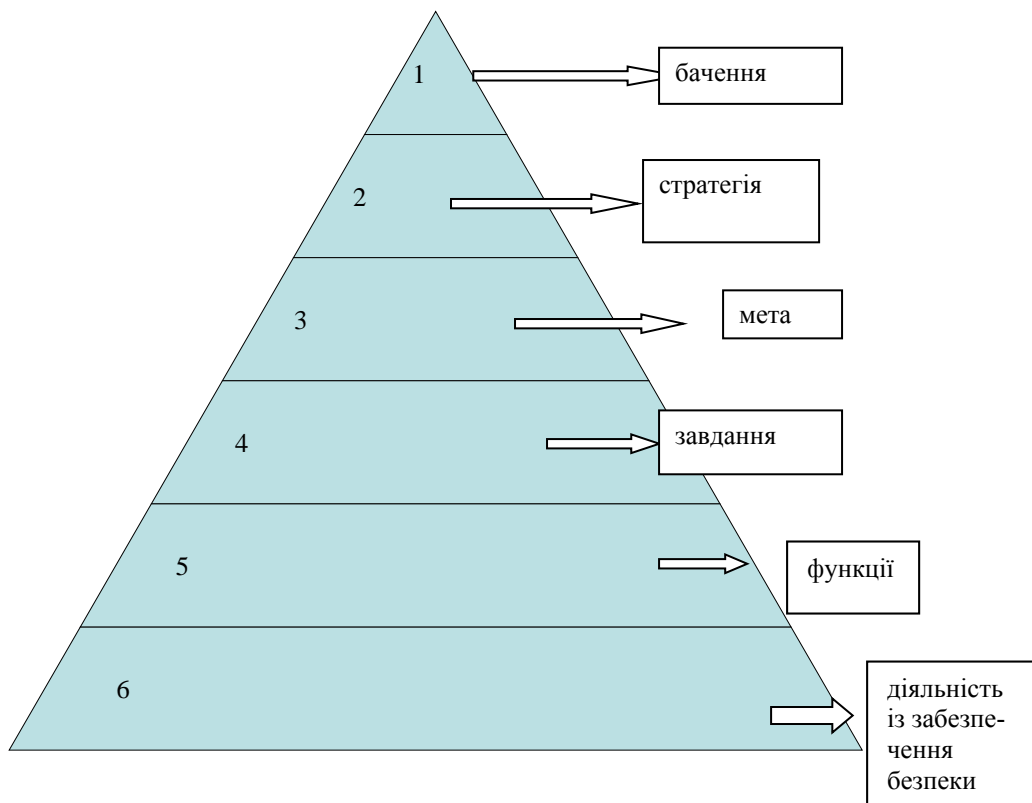 1
бачення
2
стратегія
3
мета
4
завдання
5
функції
6
діяльність
із забезпе-
чення
безпеки